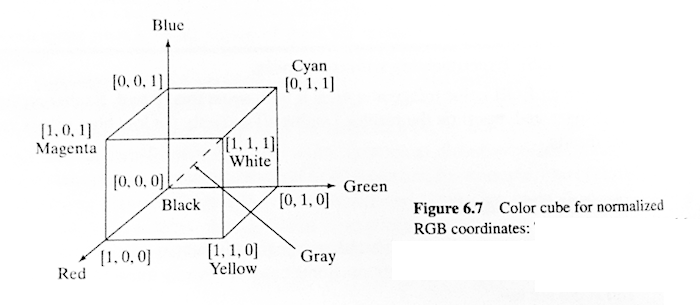 Blue
Cyan
[0, 0, 1]
[0, 1, 1]
[1, 0, 1]
Magenta
[1, 1, 1]
White
[0, 0, 0]
Green
Black
[0, 1, 0]
Figure 6.7 Color cube for normalized
RGB coordinates:
[1, 0, 0]
[1, 1, 0]
Gray
Red
Yellow